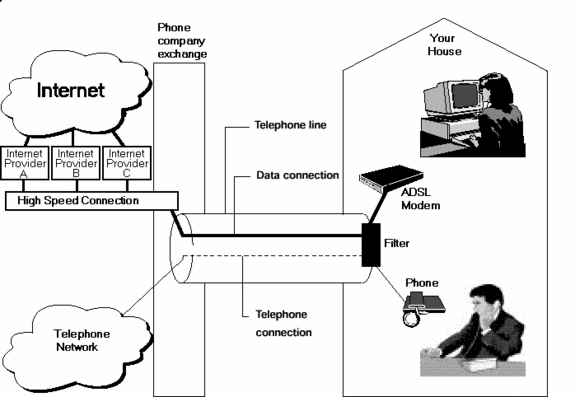 Phone
company
exchange
Your
House
Internet
Internet
Provider
A
Internet
Provider
B
Internet
Provider
C
High Speed Connection
Telephone line
Data connection
ADSL
Modem
Filter
Phone
Telephone
connection
Telephone
Network